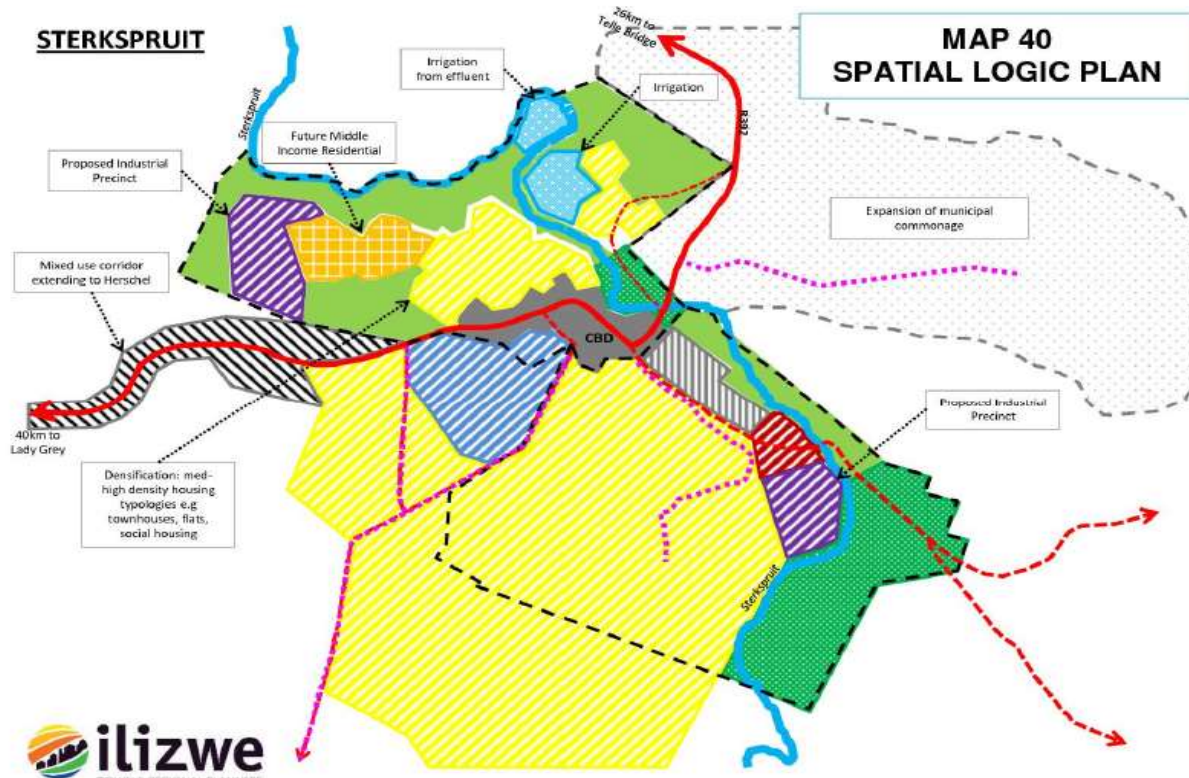 STERKSPRUIT
MAP 40
SPATIAL LOGIC PLAN
26km to
Telle Bridge
Irrigation
from effluent
Irrigation
R392
Sterkspruit
Future Middle
Income Residential
Proposed Industrial
Precinct
Expansion of municipal
commonage
Mixed use corridor
extending to Herschel
CBD
Proposed Industrial
Precinct
40km to
Lady Grey
Densification: med-
high density housing
typologies e.g
townhouses, flats,
social housing
Sterkspruit
ilizwe